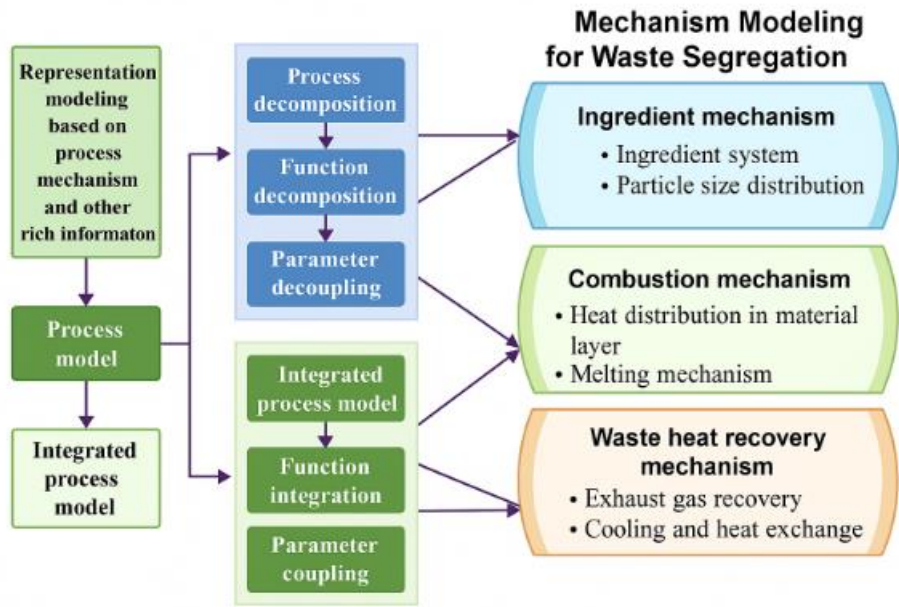 Mechanism Modeling
for Waste Segregation
Representation
modeling
based on
process
mechanism
and other
rich informaton
Process
model
Integrated
process
model
Process
decomposition
Function
decomposition
Parameter
decoupling
Integrated
process model
Function
integration
Parameter
coupling
Ingredient mechanism
• Ingredient system
• Particle size distribution
Combustion mechanism
• Heat distribution in material
layer
• Melting mechanism
Waste heat recovery
mechanism
• Exhaust gas recovery
• Cooling and heat exchange